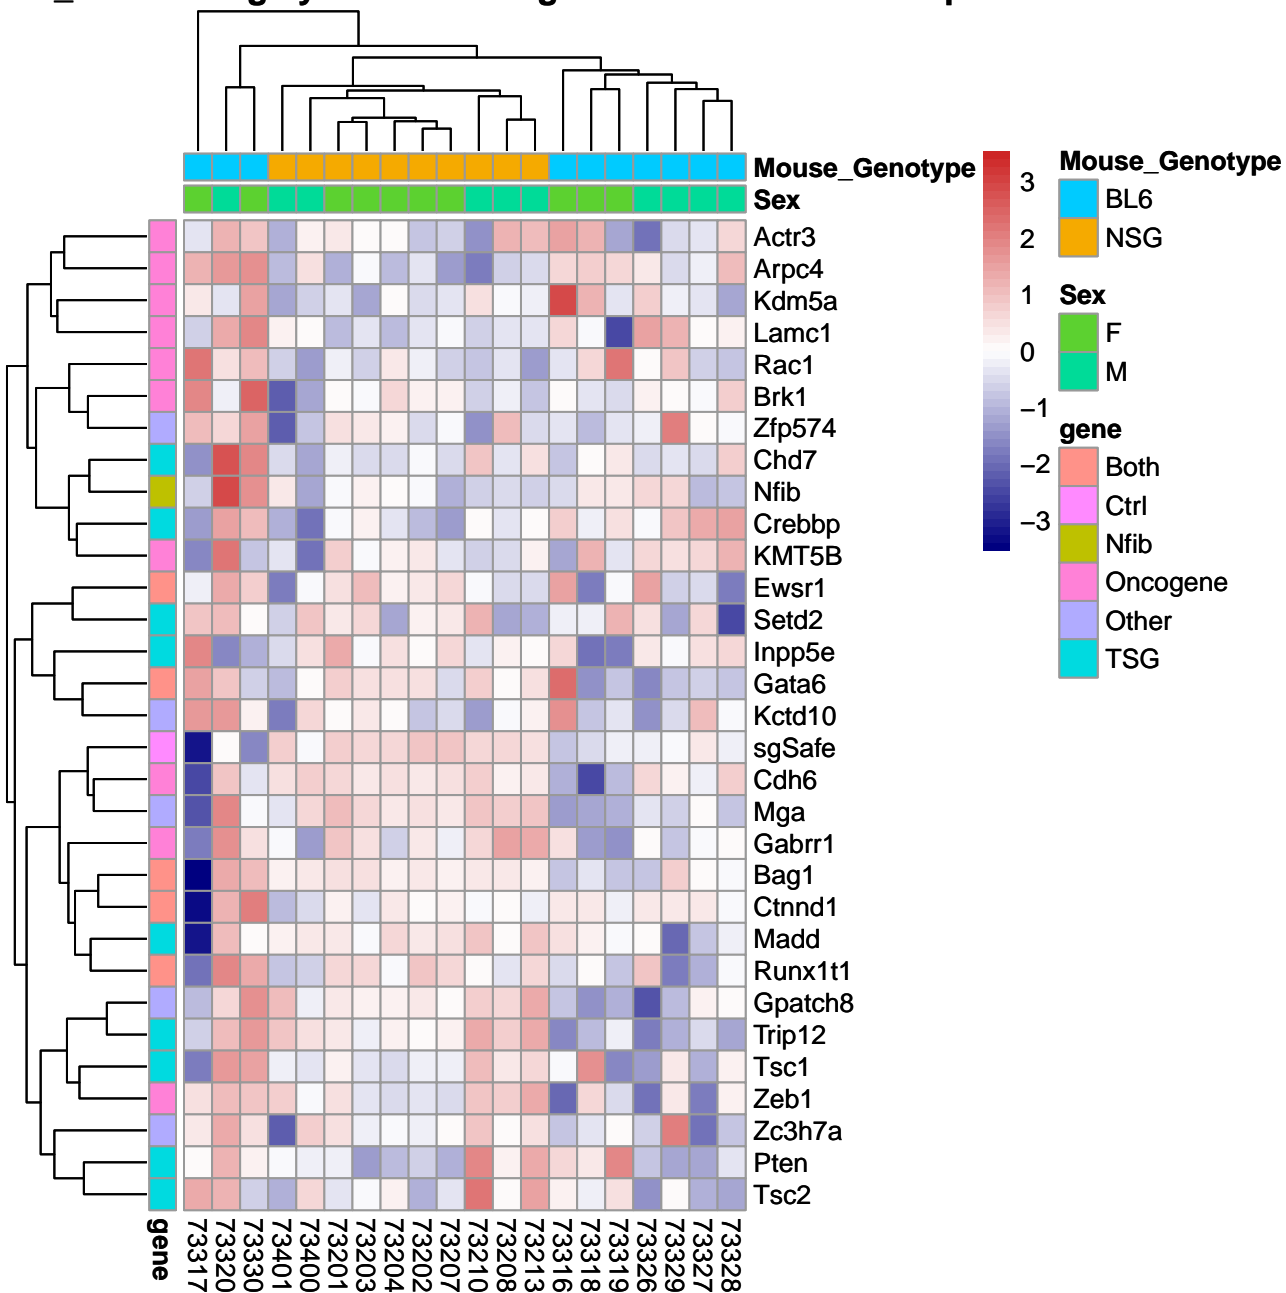 Mouse_Genotype
Sex
Actr3
Arpc4
Kdm5a
Lamc1
Rac1
Brk1
Zfp574
Chd7
Nfib
Crebbp
KMT5B
Ewsr1
Setd2
Inpp5e
Gata6
Kctd10
sgSafe
Cdh6
Mga
Gabrr1
Bag1
Ctnnd1
Madd
Runx1t1
Gpatch8
Trip12
Tsc1
Zeb1
Zc3h7a
Pten
Tsc2
gene
73317
73320
73330
73401
73400
73201
73203
73204
73202
73207
73210
73208
73213
73316
73318
73319
73326
73329
73327
73328
3
2
1
0
−1
−2
−3
Mouse_Genotype
BL6
NSG
Sex
F
M
gene
Both
Ctrl
Nfib
Oncogene
Other
TSG